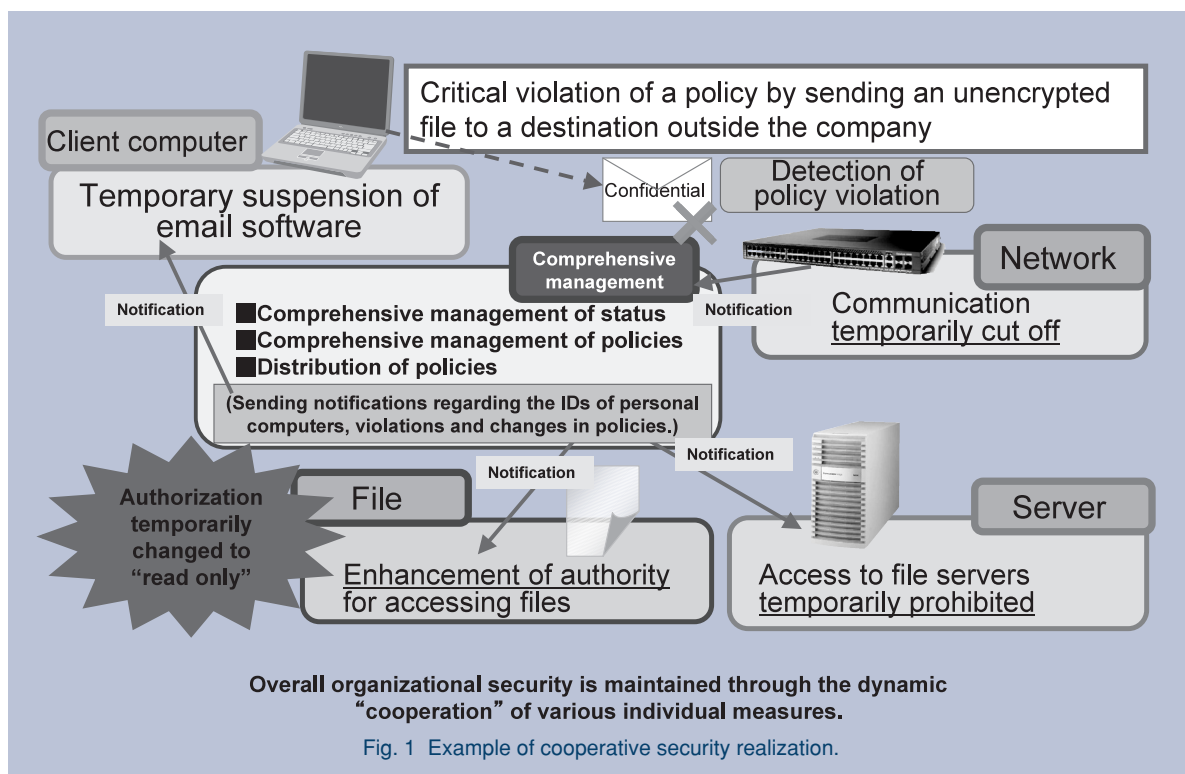 Critical violation of a policy by sending an unencrypted
file to a destination outside the company
Client computer
Temporary suspension of
email software
Confidential
Detection of
policy violation
Comprehensive
management
Network
Communication
temporarily cut off
Notification
Notification
■Comprehensive management of status
■Comprehensive management of policies
■Distribution of policies
(Sending notifications regarding the IDs of personal
computers, violations and changes in policies.)
Notification
Notification
Authorization
temporarily
changed to
“read only”
File
Enhancement of authority
for accessing files
Server
Access to file servers
temporarily prohibited
Overall organizational security is maintained through the dynamic
“cooperation” of various individual measures.
Fig. 1 Example of cooperative security realization.